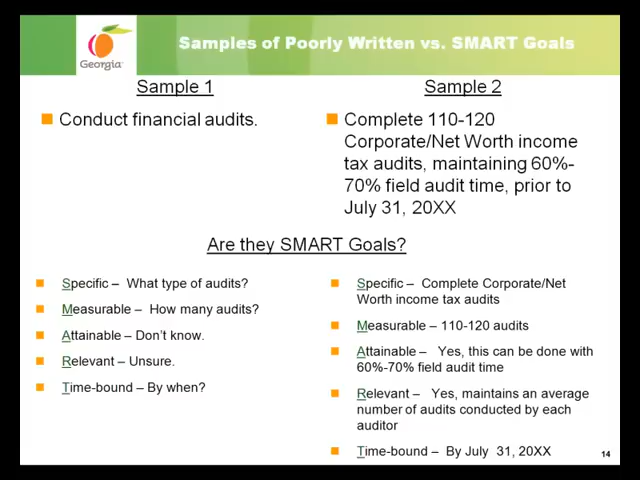 Georgia
Samples of Poorly Written vs. SMART Goals
Sample 1
Conduct financial audits.
Sample 2
Complete 110-120
Corporate/Net Worth income
tax audits, maintaining 60%-
70% field audit time, prior to
July 31, 20XX
Are they SMART Goals?
Specific – What type of audits?
Measurable – How many audits?
Attainable – Don't know.
Relevant – Unsure.
Time-bound – By when?
Specific – Complete Corporate/Net
Worth income tax audits
Measurable – 110-120 audits
Attainable – Yes, this can be done with
60%-70% field audit time
Relevant – Yes, maintains an average
number of audits conducted by each
auditor
Time-bound – By July 31, 20XX
14